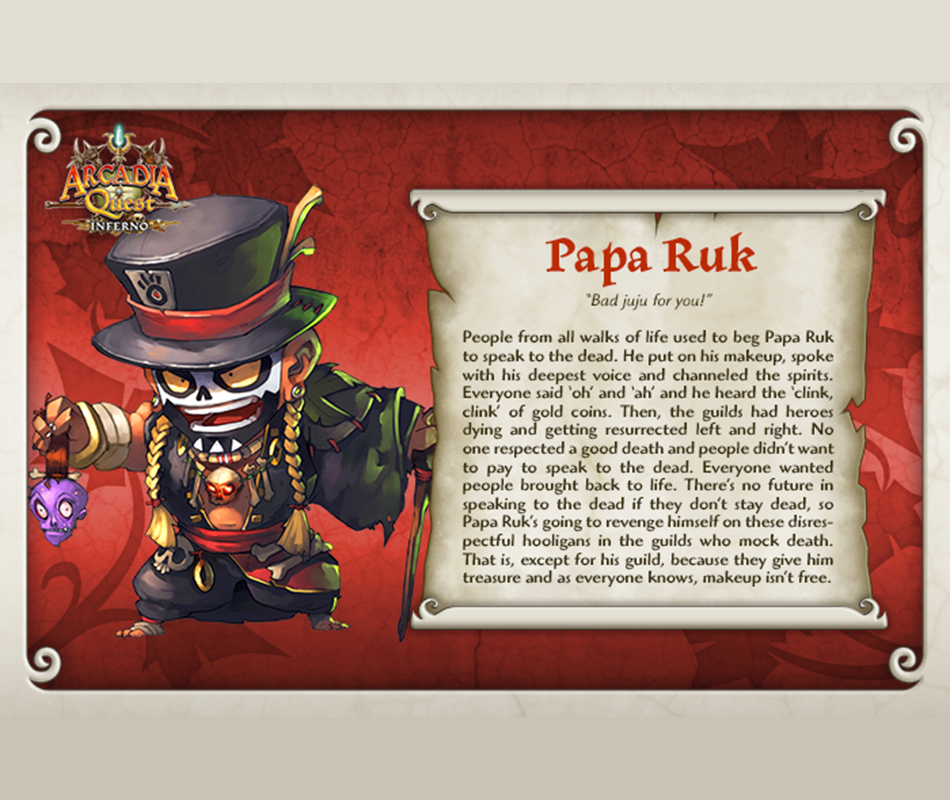 ARCADIA
Quest
INFERNO
Papa Ruk
"Bad juju for you!"
People from all walks of life used to beg Papa Ruk
to speak to the dead. He put on his makeup, spoke
with his deepest voice and channeled the spirits.
Everyone said 'oh' and 'ah' and he heard the 'clink,
clink' of gold coins. Then, the guilds had heroes
dying and getting resurrected left and right. No
one respected a good death and people didn't want
to pay to speak to the dead. Everyone wanted
people brought back to life. There's no future in
speaking to the dead if they don't stay dead, so
Papa Ruk's going to revenge himself on these disres-
pectful hooligans in the guilds who mock death.
That is, except for his guild, because they give him
treasure and as everyone knows, makeup isn't free.